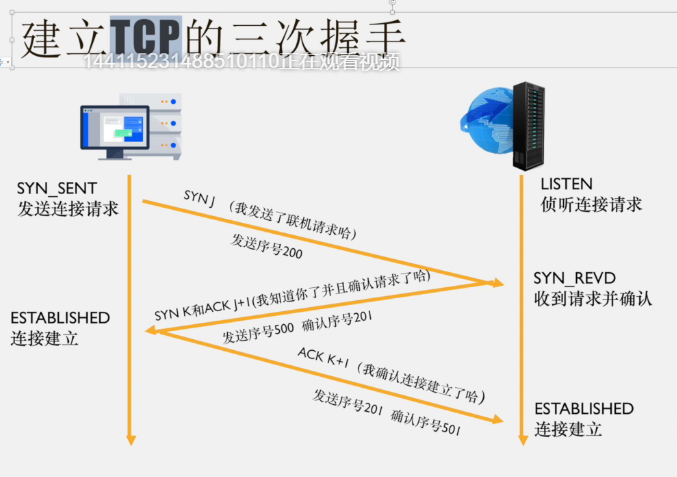 建立TCP的三次握手
144115231488510110正在观看视频
SYN_SENT
发送连接请求
LISTEN
侦听连接请求
SYN J （我发送了联机请求哈）
发送序号200
SYN_REVD
收到请求并确认
SYN K和ACK J+1(我知道你了并且确认请求了哈)
发送序号500 确认序号201
ESTABLISHED
连接建立
ACK K+1（我确认连接建立了哈）
发送序号201 确认序号501
ESTABLISHED
连接建立